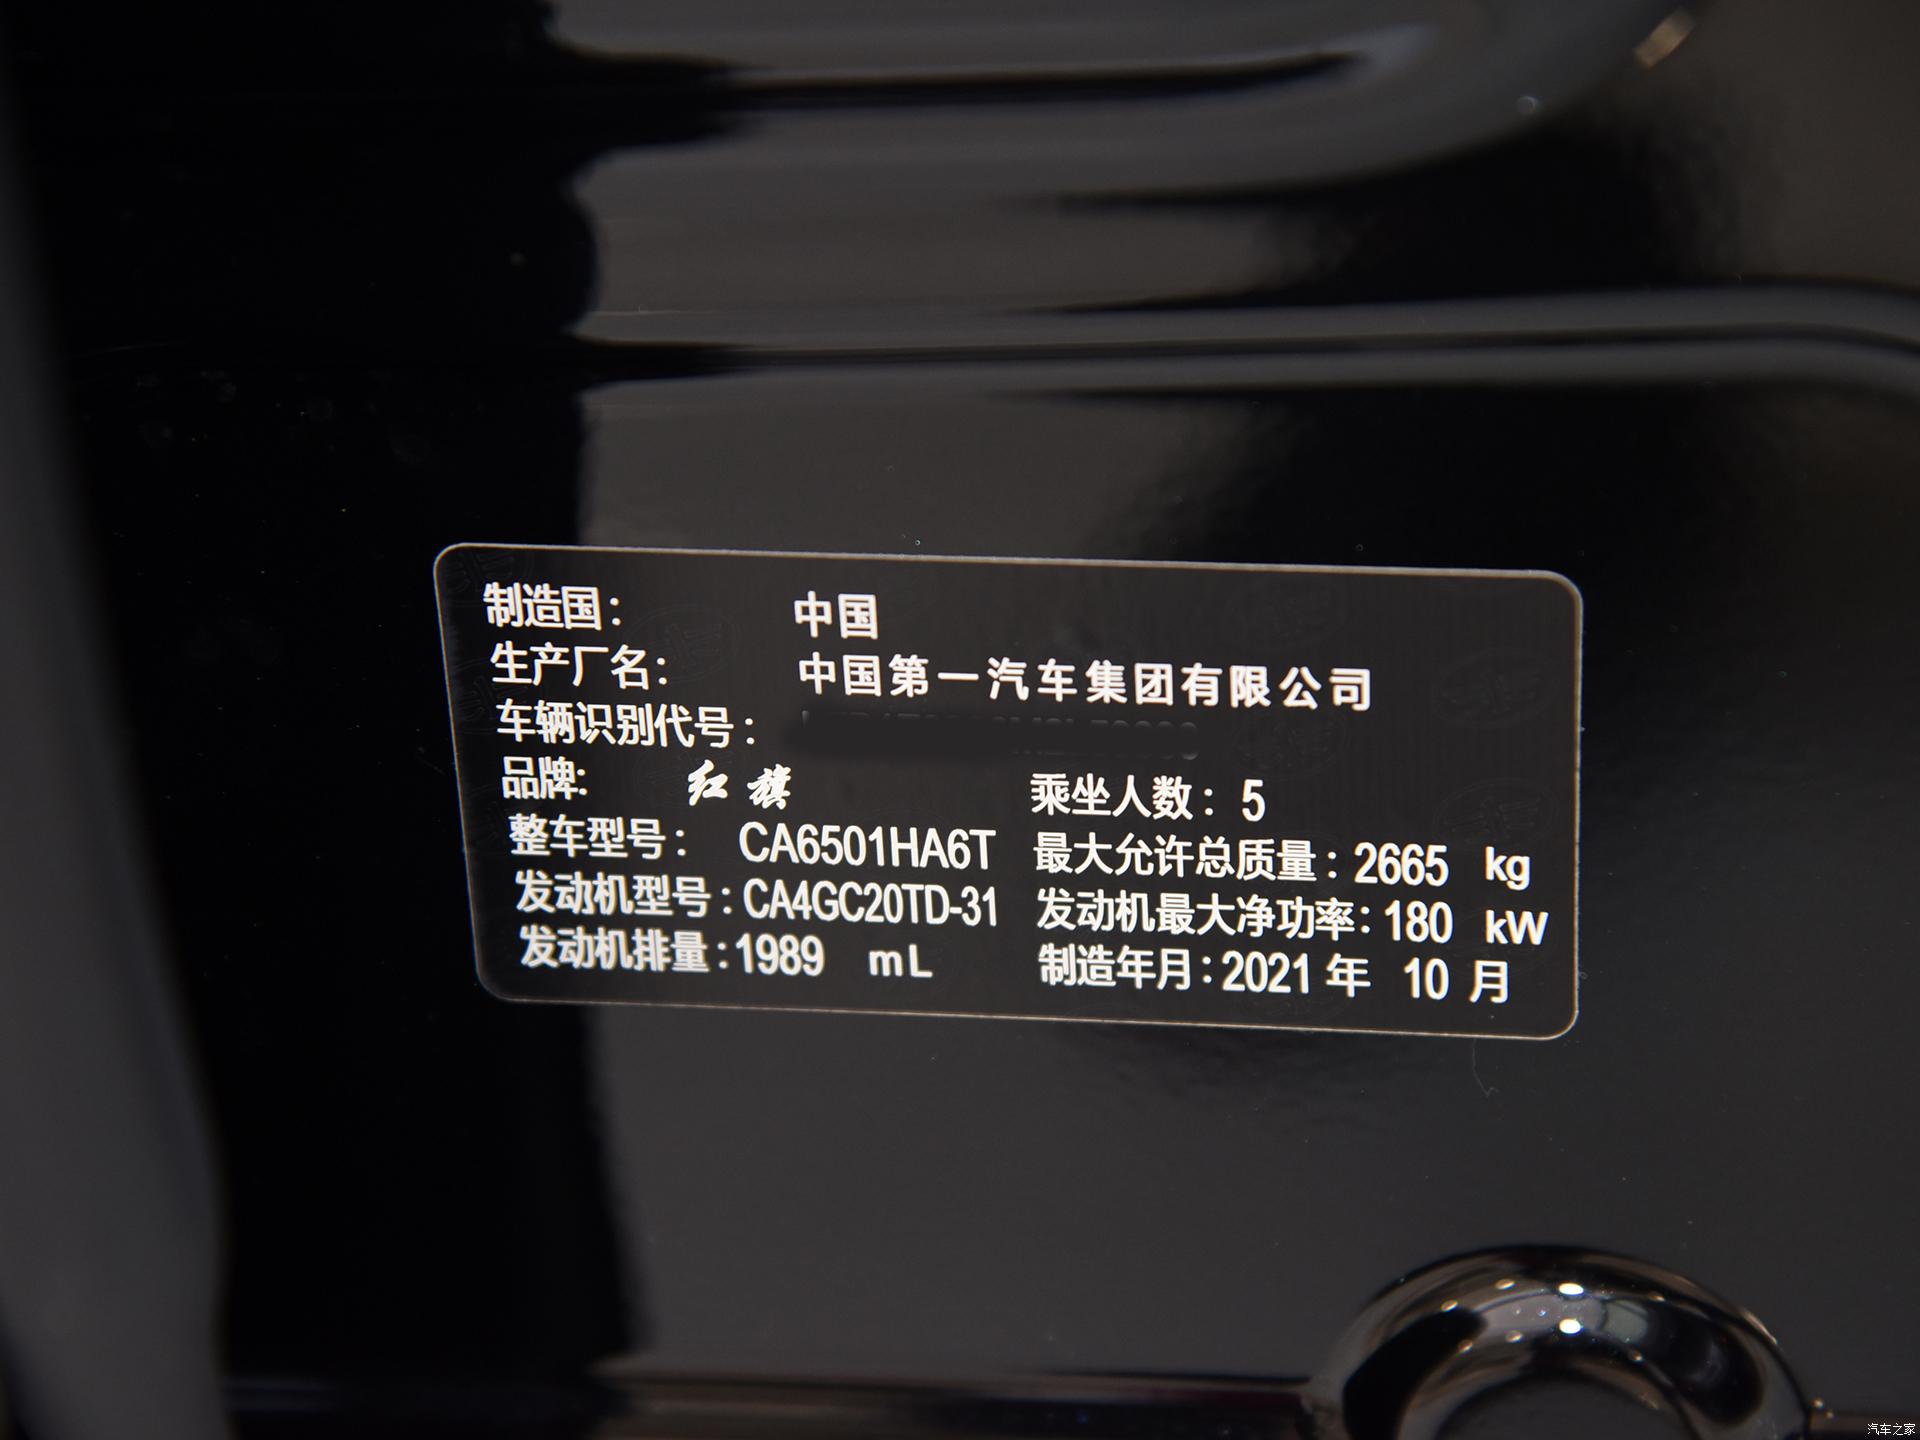 制造国： 中国
生产厂名： 中国第一汽车集团有限公司
车辆识别代号：
品牌: 红旗 乘坐人数：5
整车型号： CA6501HA6T 最大允许总质量：2665 kg
发动机型号：CA4GC20TD-31 发动机最大净功率：180 kW
发动机排量：1989 mL 制造年月：2021 年 10 月
汽车之家